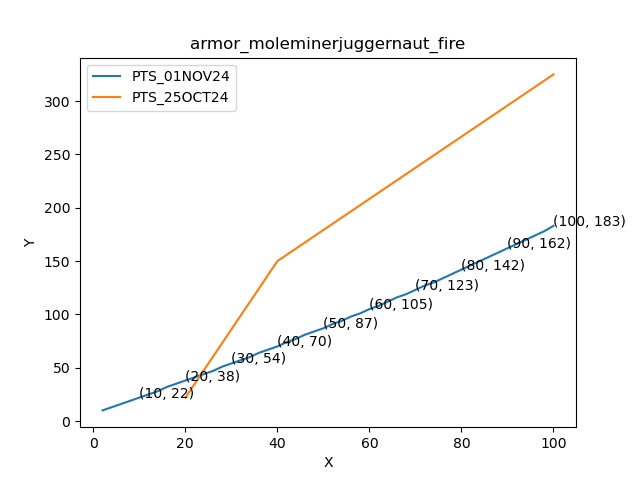 armor_moleminerjuggernaut_fire
PTS_01NOV24
PTS_25OCT24
Y
300
250
200
150
100
50
0
(100, 183)
(90, 162)
(80, 142)
(70, 123)
(60, 105)
(50, 87)
(40, 70)
(30, 54)
(20, 38)
(10, 22)
0 20 40 60 80 100
X